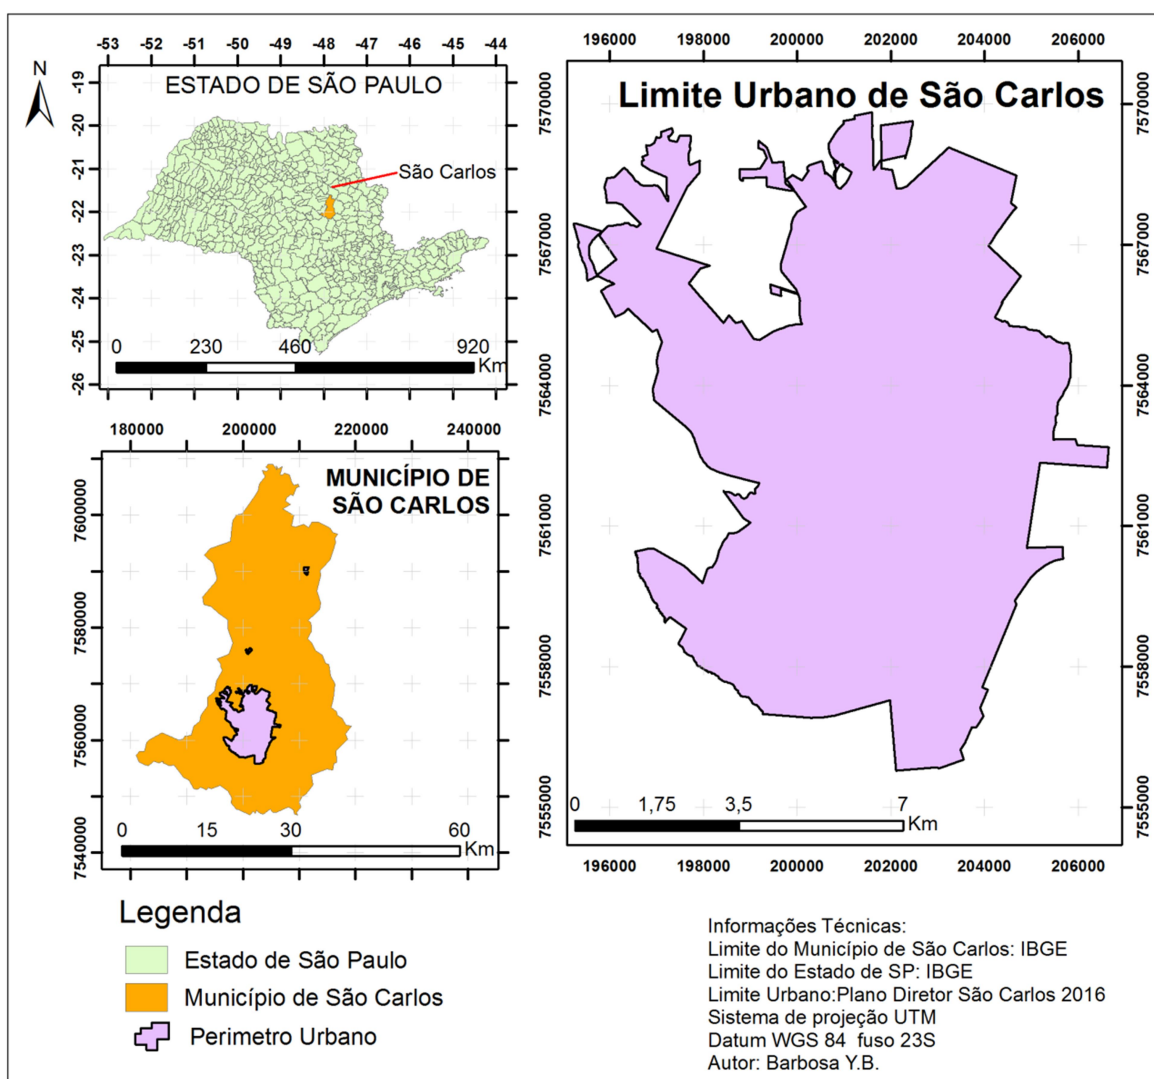 -53 -52 -51 -50 -49 -48 -47 -46 -45 -44
N
ESTADO DE SÃO PAULO
-19
-20
-21
-22
-23
-24
-25
-26
São Carlos
0 230 460 920
Km
180000 200000 220000 240000
MUNICÍPIO DE
SÃO CARLOS
7600000
7580000
7560000
7540000
0 15 30 60
Km
196000 198000 200000 202000 204000 206000
Limite Urbano de São Carlos
7570000 7570000
7567000 7567000
7564000 7564000
7561000 7561000
7558000 7558000
7555000 7555000
0 1,75 3,5 7
Km
196000 198000 200000 202000 204000 206000
Legenda
Estado de São Paulo
Município de São Carlos
Perimetro Urbano
Informações Técnicas:
Limite do Município de São Carlos: IBGE
Limite do Estado de SP: IBGE
Limite Urbano:Plano Diretor São Carlos 2016
Sistema de projeção UTM
Datum WGS 84 fuso 23S
Autor: Barbosa Y.B.